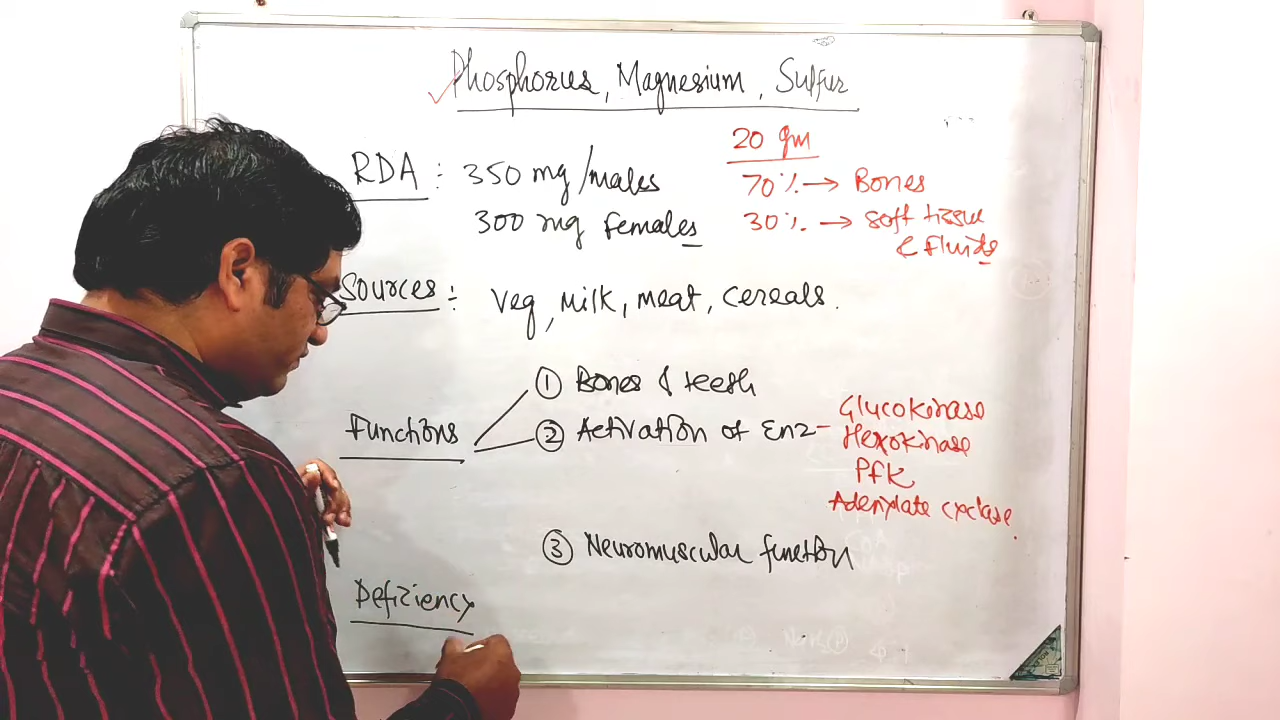 Phosphorus, Magnesium, Sulfur
RDA : 350 mg/males
300 mg females
20 gm
70% → Bones
30% → soft tissue
& fluids
Sources : Veg, Milk, meat, cereals.
Functions
① Bones & teeth
② Activation of Enz - Glucokinase
Hexokinase
PfK
Adenylate cyclase
③ Neuromuscular function
Deficiency